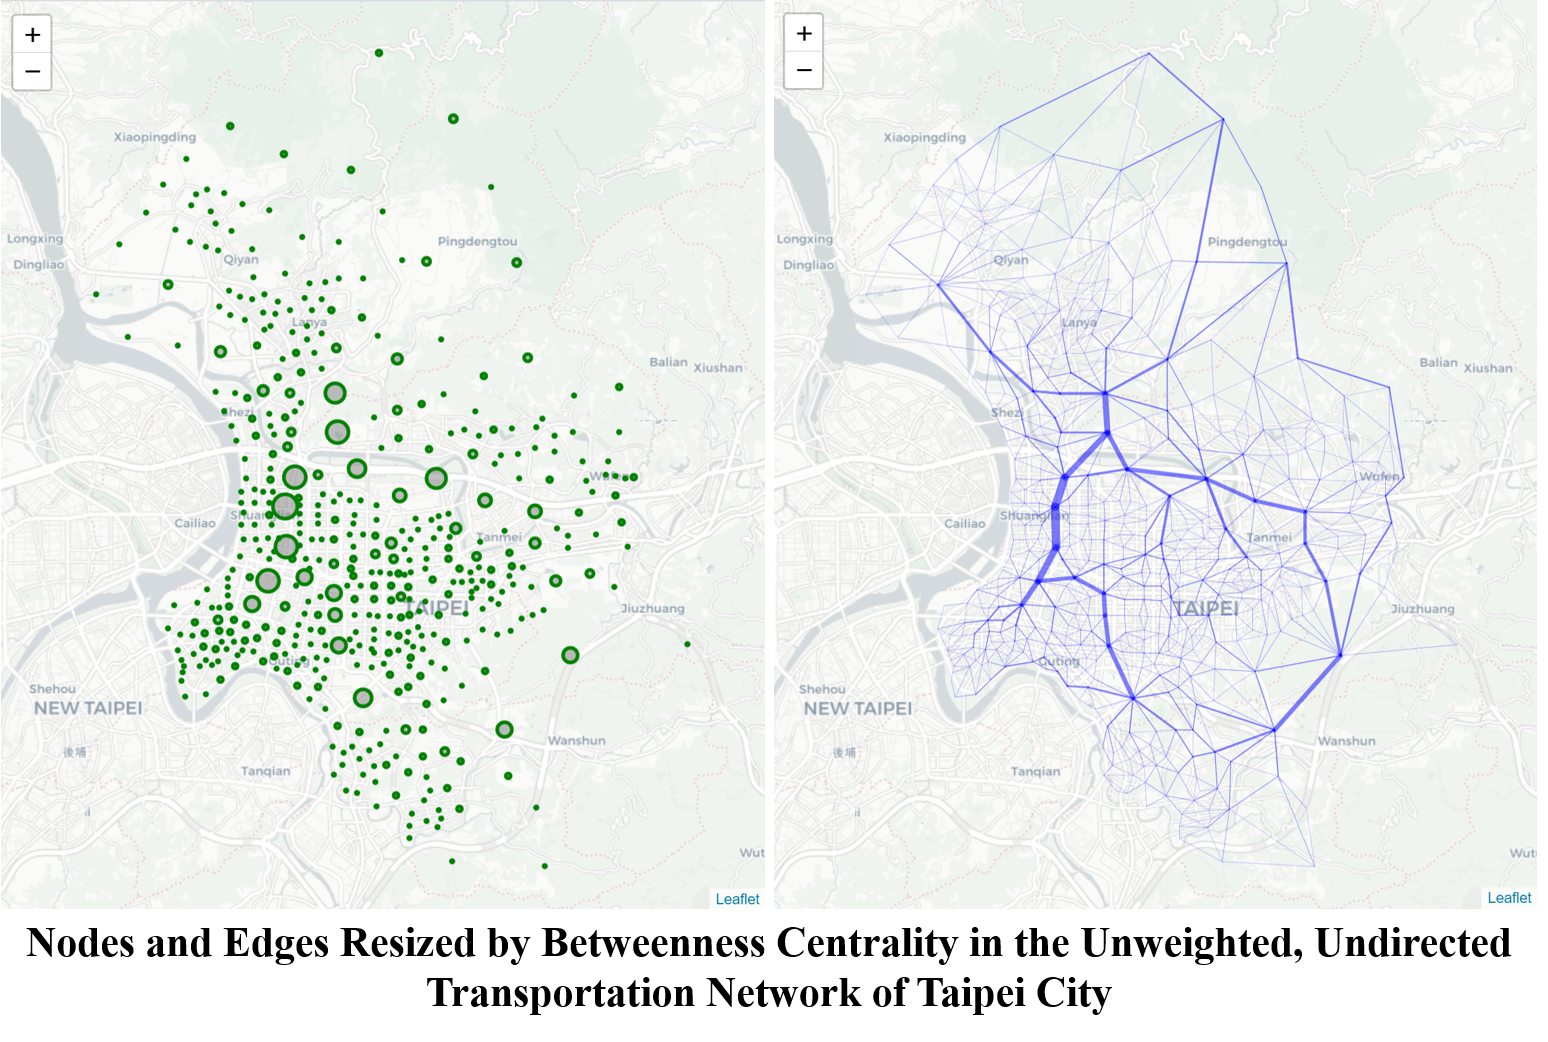 +
−
Xiaopingding
Longxing
Dingliao
Qiyan
Pingdengtou
Lanya
Balian
Xiushan
Shezi
Wufen
Cailiao
Tanmei
TAIPEI
Jiuzhuang
Guting
Shehou
NEW TAIPEI
後埔
Wanshun
Tanqian
Wut
Leaflet
+
−
Xiaopingding
Longxing
Dingliao
Qiyan
Pingdengtou
Lanya
Balian
Xiushan
Shezi
Wufen
Cailiao
Shuanglian
Tanmei
TAIPEI
Jiuzhuang
Guting
Shehou
NEW TAIPEI
後埔
Wanshun
Tanqian
Wut
Leaflet
Nodes and Edges Resized by Betweenness Centrality in the Unweighted, Undirected
Transportation Network of Taipei City